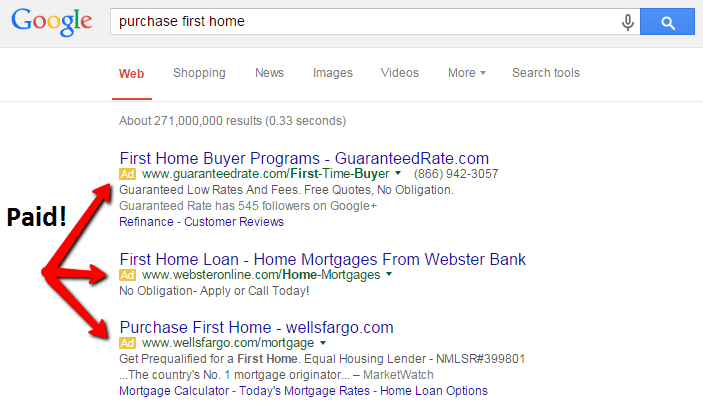 Google purchase first home
Web Shopping News Images Videos More Search tools
About 271,000,000 results (0.33 seconds)
First Home Buyer Programs - GuaranteedRate.com
Ad www.guaranteedrate.com/First-Time-Buyer (866) 942-3057
Guaranteed Low Rates And Fees. Free Quotes, No Obligation.
Guaranteed Rate has 545 followers on Google+
Refinance - Customer Reviews
Paid!
First Home Loan - Home Mortgages From Webster Bank
Ad www.websteronline.com/Home-Mortgages
No Obligation- Apply or Call Today!
Purchase First Home - wellsfargo.com
Ad www.wellsfargo.com/mortgage
Get Prequalified for a First Home. Equal Housing Lender - NMLSR#399801
...The country's No. 1 mortgage originator... – MarketWatch
Mortgage Calculator - Today's Mortgage Rates - Home Loan Options